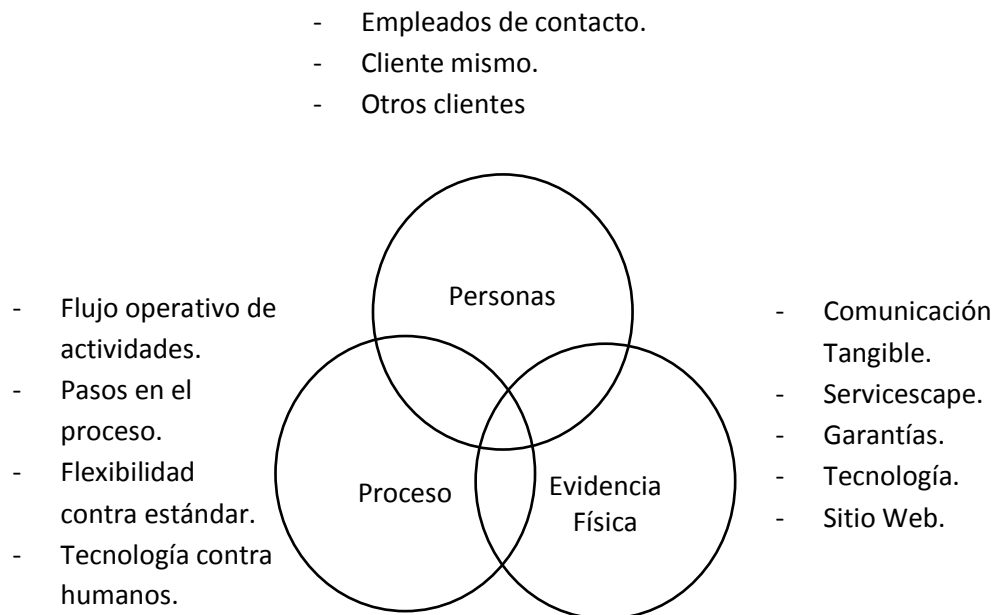 - Empleados de contacto.
- Cliente mismo.
- Otros clientes
Personas
- Flujo operativo de
actividades.
- Pasos en el
proceso.
- Flexibilidad
contra estándar.
- Tecnología contra
humanos.
Proceso
Evidencia
Física
- Comunicación
Tangible.
- Servicescape.
- Garantías.
- Tecnología.
- Sitio Web.